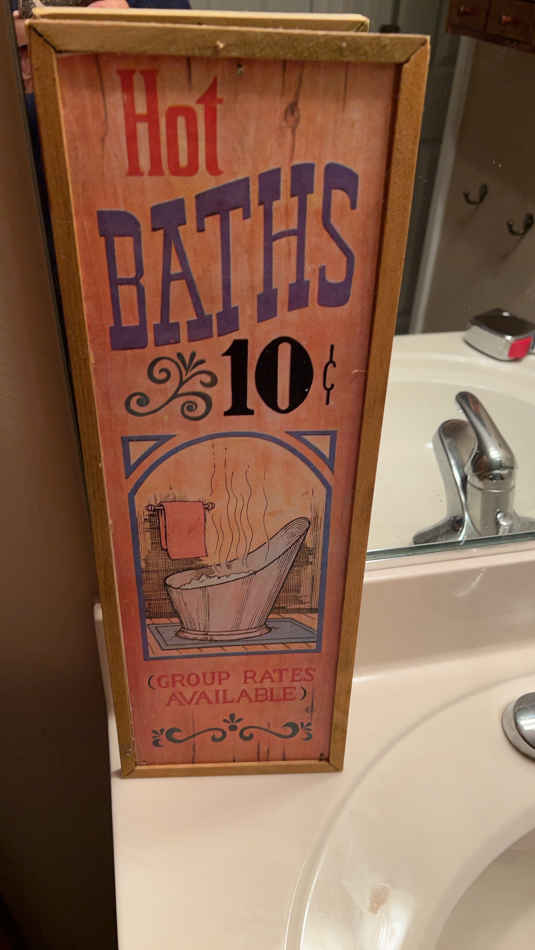 Hot
BATHS
10¢
(GROUP RATES
AVAILABLE)